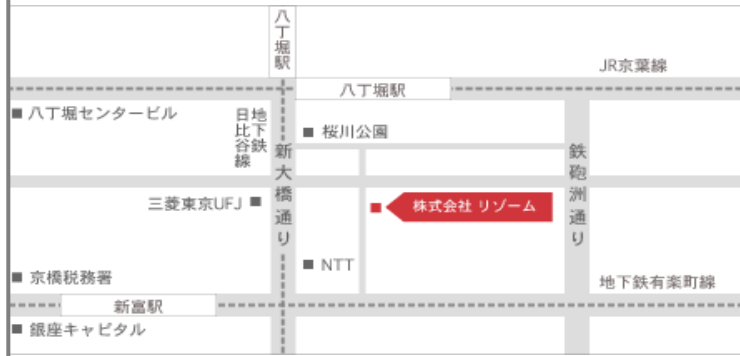 八丁堀駅
JR京葉線
八丁堀駅
八丁堀センタービル
地下鉄
日比谷線
桜川公園
新大橋通り
鉄砲洲通り
三菱東京UFJ
株式会社 リゾーム
NTT
京橋税務署
地下鉄有楽町線
新富駅
銀座キャピタル